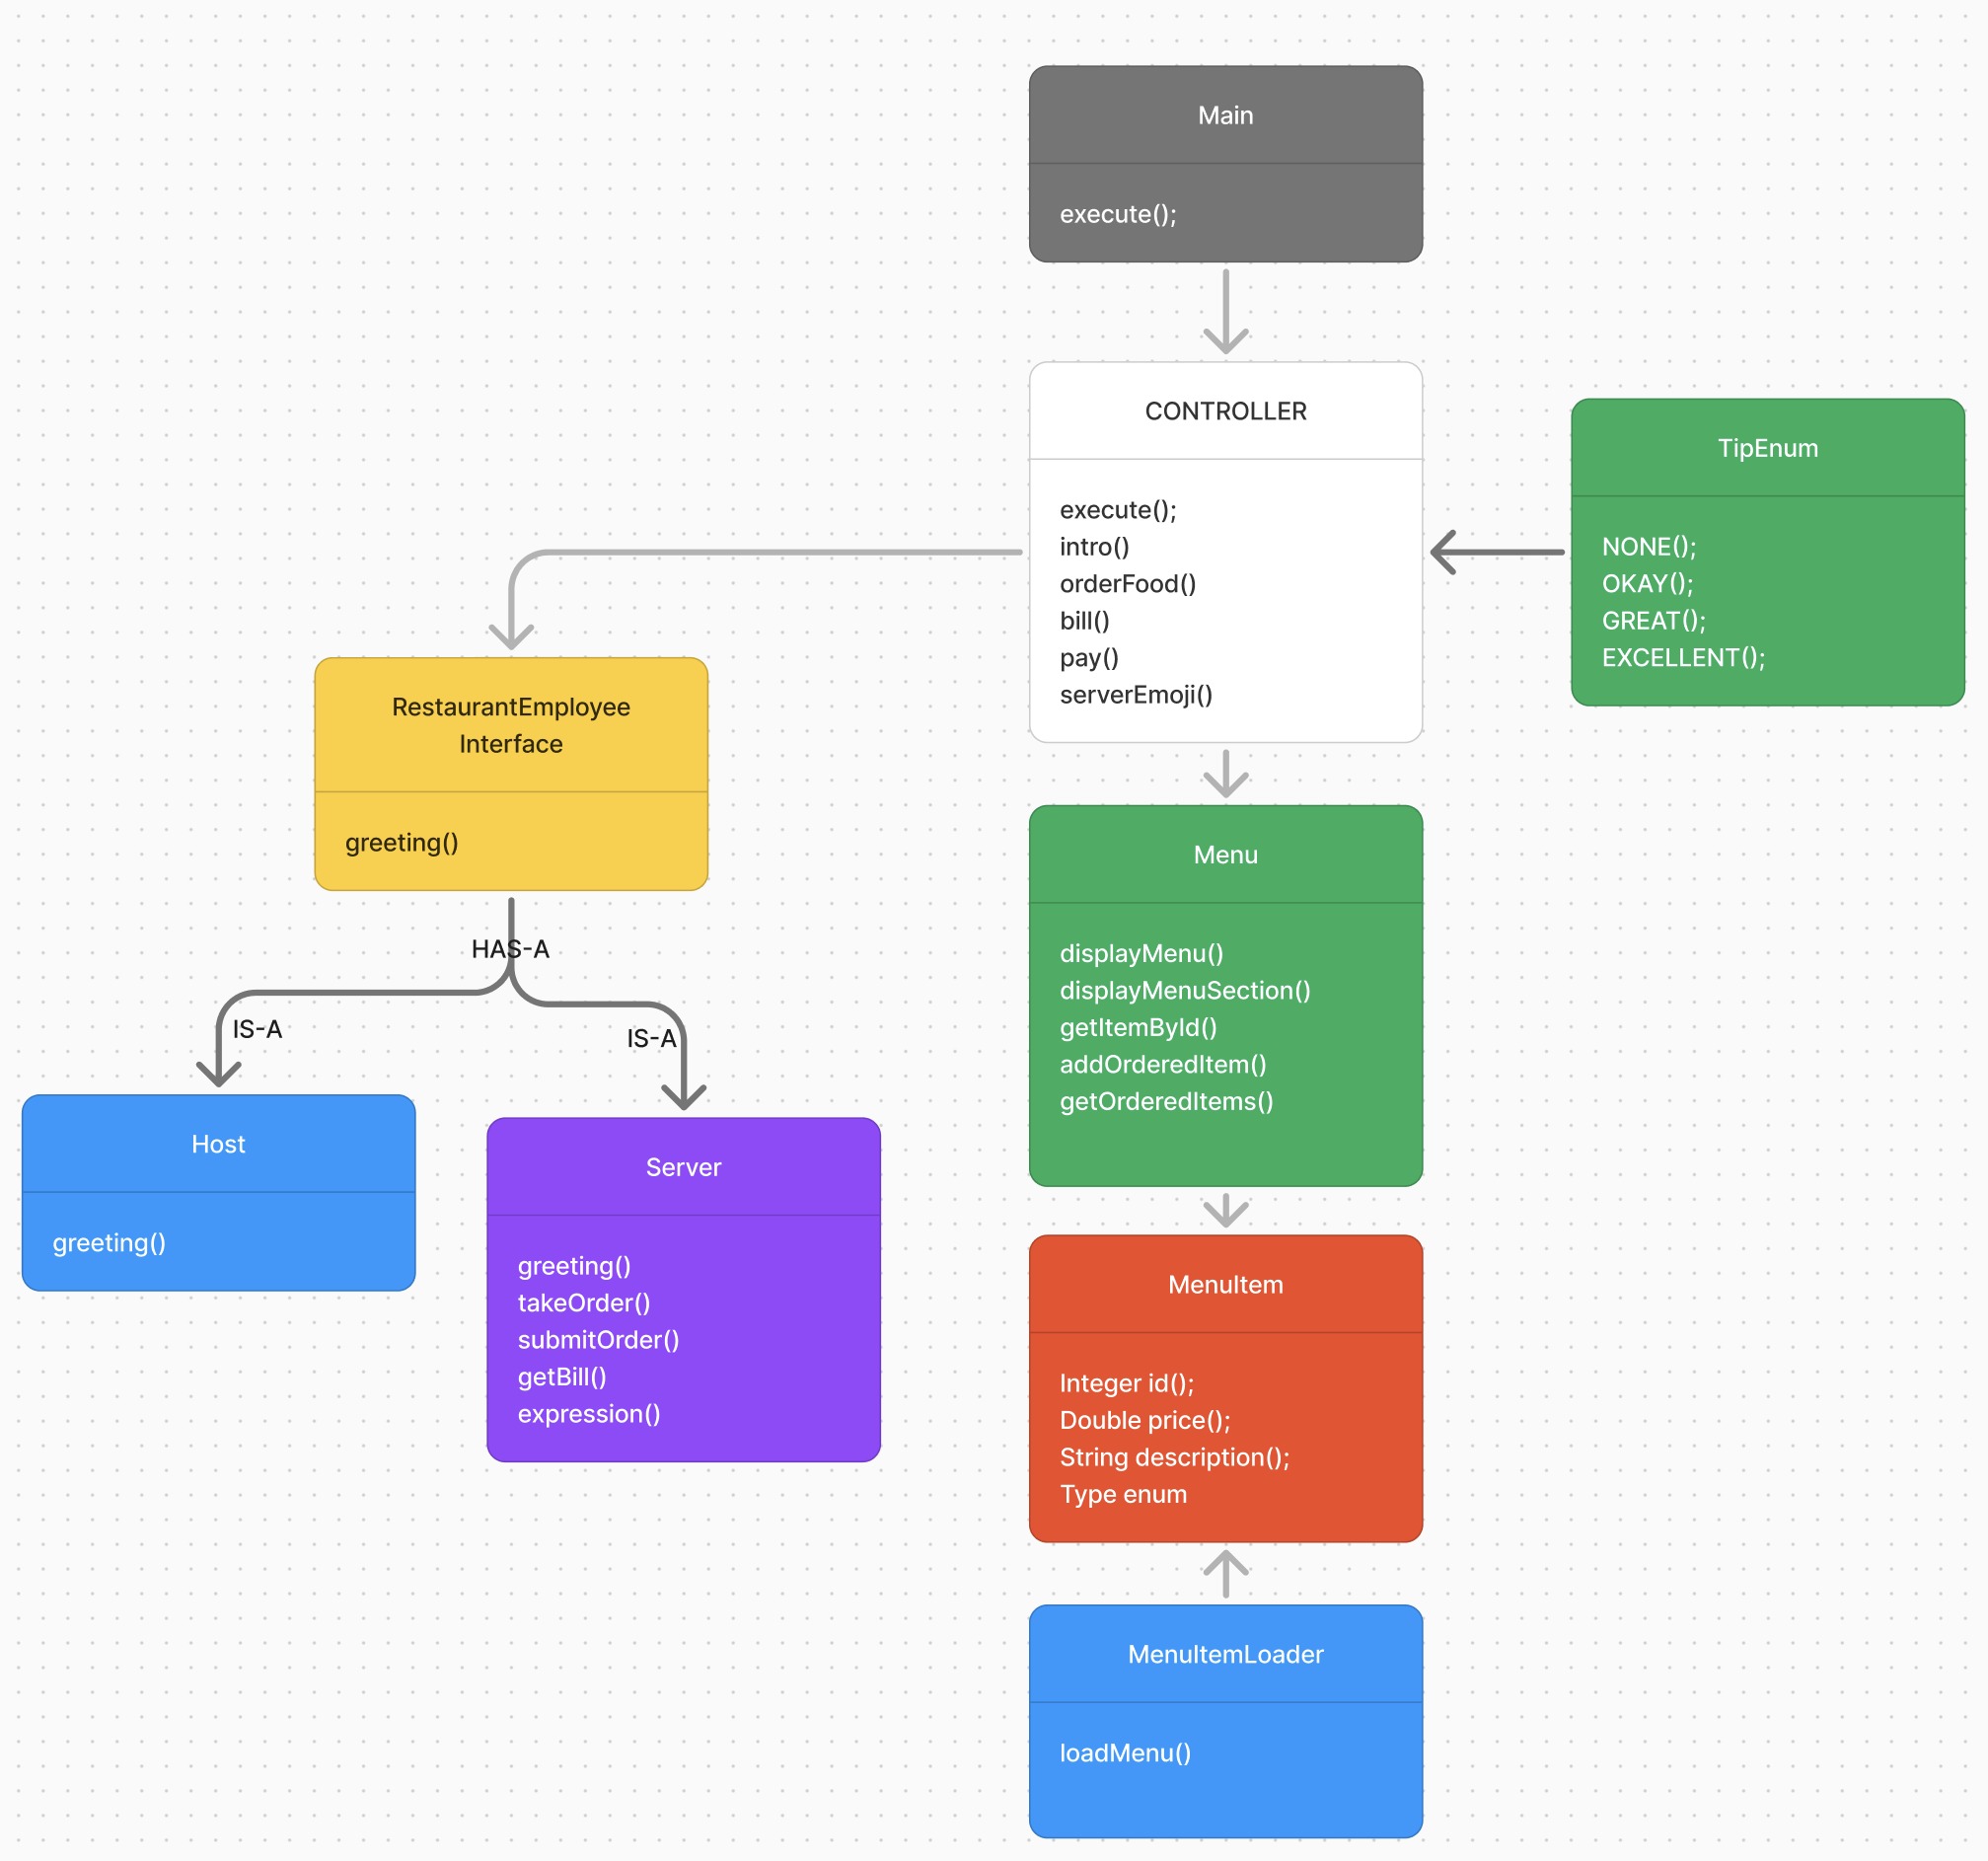 Main
execute();
CONTROLLER
execute();
intro()
orderFood()
bill()
pay()
serverEmoji()
TipEnum
NONE();
OKAY();
GREAT();
EXCELLENT();
RestaurantEmployee
Interface
greeting()
HAS-A
IS-A
IS-A
Host
greeting()
Server
greeting()
takeOrder()
submitOrder()
getBill()
expression()
Menu
displayMenu()
displayMenuSection()
getItemById()
addOrderedItem()
getOrderedItems()
MenuItem
Integer id();
Double price();
String description();
Type enum
MenuItemLoader
loadMenu()